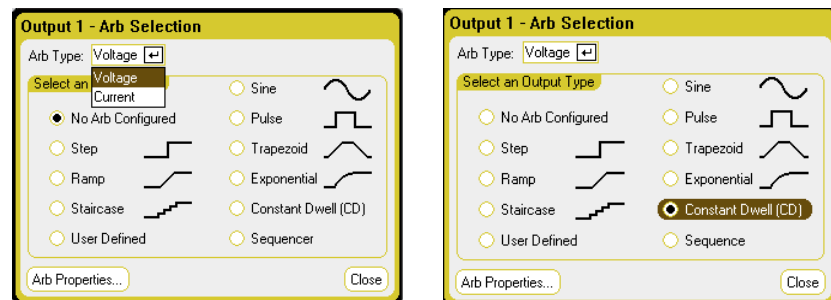 Output 1 - Arb Selection
Arb Type: Voltage
Voltage
Current
Select an
No Arb Configured
Step
Ramp
Staircase
User Defined
Sine
Pulse
Trapezoid
Exponential
Constant Dwell (CD)
Sequencer
Arb Properties...
Close
Output 1 - Arb Selection
Arb Type: Voltage
Select an Output Type
No Arb Configured
Step
Ramp
Staircase
User Defined
Sine
Pulse
Trapezoid
Exponential
Constant Dwell (CD)
Sequence
Arb Properties...
Close